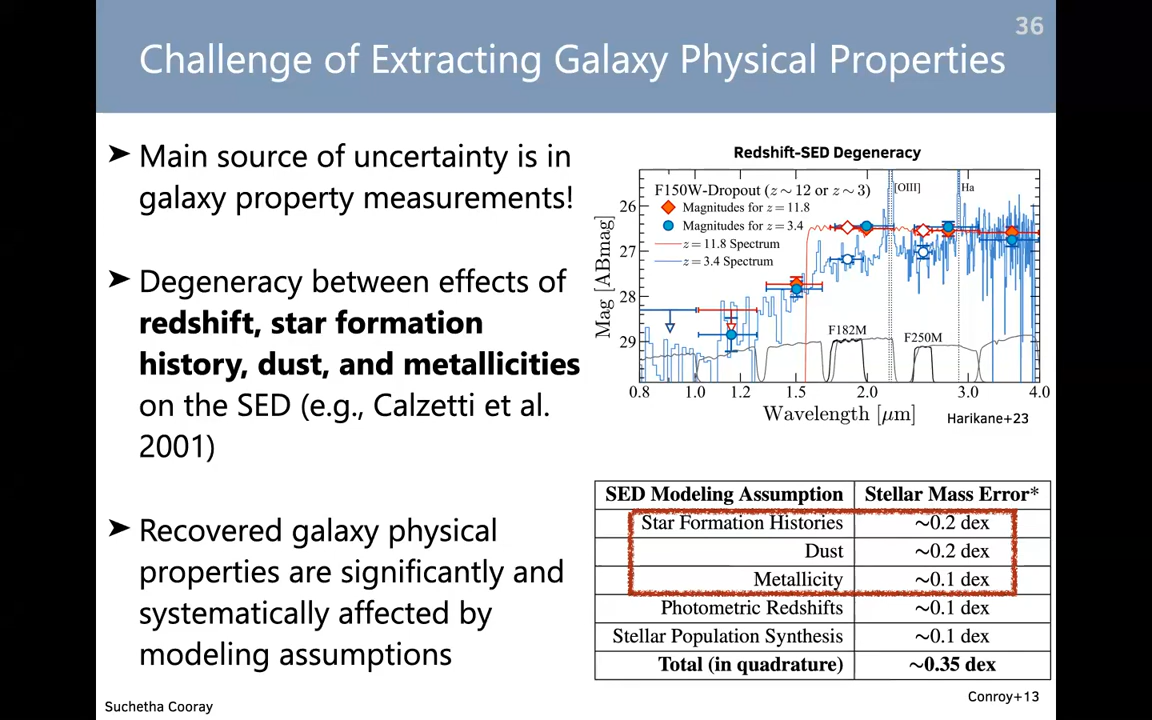 36
Challenge of Extracting Galaxy Physical Properties
➤ Main source of uncertainty is in
galaxy property measurements!
➤ Degeneracy between effects of
redshift, star formation
history, dust, and metallicities
on the SED (e.g., Calzetti et al.
2001)
➤ Recovered galaxy physical
properties are significantly and
systematically affected by
modeling assumptions
Suchetha Cooray
Redshift-SED Degeneracy
F150W-Dropout (z ~ 12 or z ~ 3)
Magnitudes for z = 11.8
Magnitudes for z = 3.4
z = 11.8 Spectrum
z = 3.4 Spectrum
[OIII]
Ha
F182M
F250M
Mag [ABmag]
26
27
28
29
0.8 1.0 1.2 1.5 2.0 3.0 4.0
Wavelength [μm]
Harikane+23
SED Modeling Assumption Stellar Mass Error*
Star Formation Histories ~0.2 dex
Dust ~0.2 dex
Metallicity ~0.1 dex
Photometric Redshifts ~0.1 dex
Stellar Population Synthesis ~0.1 dex
Total (in quadrature) ~0.35 dex
Conroy+13